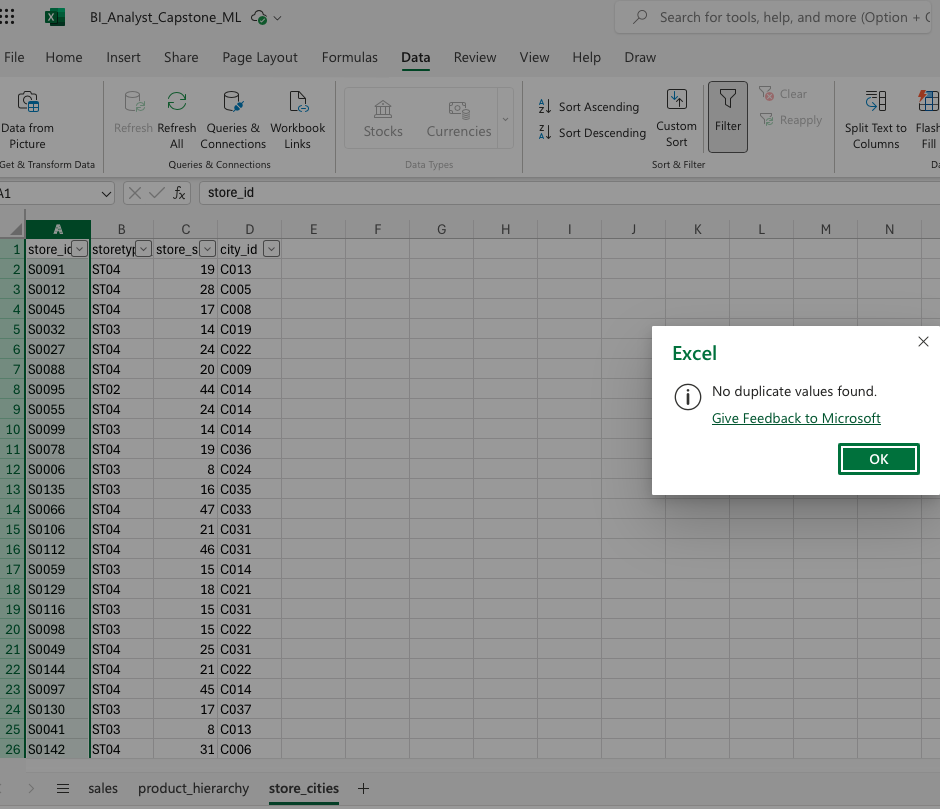 BI_Analyst_Capstone_ML
Search for tools, help, and more (Option +
File Home Insert Share Page Layout Formulas Data Review View Help Draw
Data from Picture
Refresh
Refresh All
Queries & Connections
Workbook Links
Stocks
Currencies
Sort Ascending
Sort Descending
Custom Sort
Filter
Clear
Reapply
Split Text to Columns
Flash Fill
Get & Transform Data
Queries & Connections
Data Types
Sort & Filter
A1
fx
store_id
A B C D E F G H I J K L M N
1 store_id storetyp store_s city_id
2 S0091 ST04 19 C013
3 S0012 ST04 28 C005
4 S0045 ST04 17 C008
5 S0032 ST03 14 C019
6 S0027 ST04 24 C022
7 S0088 ST04 20 C009
8 S0095 ST02 44 C014
9 S0055 ST04 24 C014
10 S0099 ST03 14 C014
11 S0078 ST04 19 C036
12 S0006 ST03 8 C024
13 S0135 ST03 16 C035
14 S0066 ST04 47 C033
15 S0106 ST04 21 C031
16 S0112 ST04 46 C031
17 S0059 ST03 15 C014
18 S0129 ST04 18 C021
19 S0116 ST03 15 C031
20 S0098 ST03 15 C022
21 S0049 ST04 25 C031
22 S0144 ST04 21 C022
23 S0097 ST04 45 C014
24 S0130 ST03 17 C037
25 S0041 ST03 8 C013
26 S0142 ST04 31 C006
Excel
No duplicate values found.
Give Feedback to Microsoft
OK
sales product_hierarchy store_cities